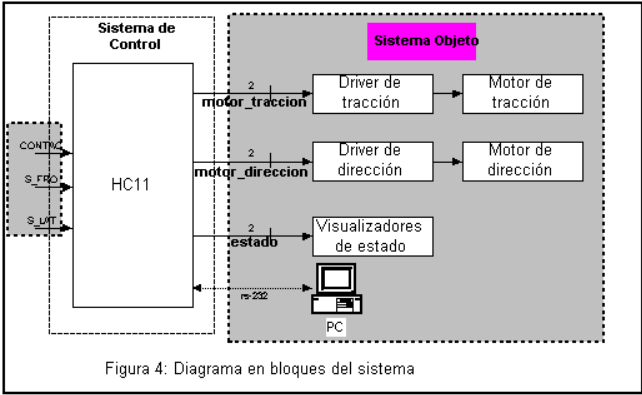 Sistema de
Control
Sistema Objeto
2
motor_traccion
Driver de
tracción
Motor de
tracción
CONTAC
S_FRO
S_LAT
HC11
2
motor_direccion
Driver de
dirección
Motor de
dirección
2
estado
Visualizadores
de estado
rs-232
PC
Figura 4: Diagrama en bloques del sistema